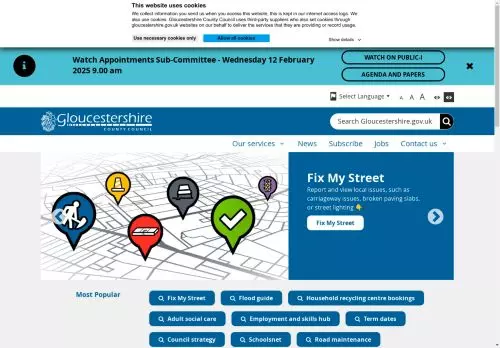 This website uses cookies
We collect information you send us when you access this website; this is kept in our internet access logs. We
also use cookies. Gloucestershire County Council uses third-party suppliers who also set cookies through
gloucestershire.gov.uk websites on our behalf to deliver the services that they are providing or to record usage.
Use necessary cookies only
Allow all cookies
Show details
Watch Appointments Sub-Committee - Wednesday 12 February
2025 9.00 am
WATCH ON PUBLIC-I
AGENDA AND PAPERS
Select Language
A A A
Gloucestershire
COUNTY COUNCIL
Search Gloucestershire.gov.uk
Our services
News
Subscribe
Jobs
Contact us
Fix My Street
Report and view local issues, such as
carriageway issues, broken paving slabs,
or street lighting 👇
Fix My Street
Most Popular
Fix My Street
Flood guide
Household recycling centre bookings
Adult social care
Employment and skills hub
Term dates
Council strategy
Schoolsnet
Road maintenance